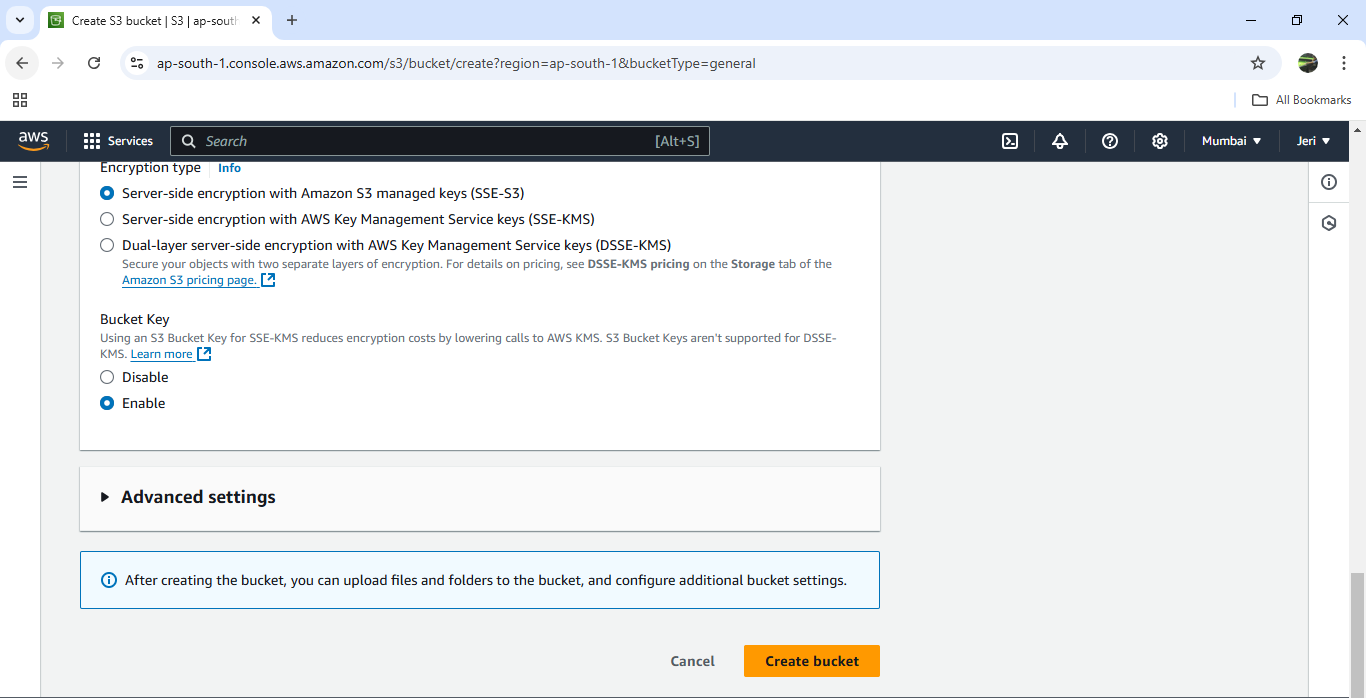 Create S3 bucket | S3 | ap-south
ap-south-1.console.aws.amazon.com/s3/bucket/create?region=ap-south-1&bucketType=general
All Bookmarks
aws
Services
Search
[Alt+S]
Mumbai
Jeri
Encryption type
Info
Server-side encryption with Amazon S3 managed keys (SSE-S3)
Server-side encryption with AWS Key Management Service keys (SSE-KMS)
Dual-layer server-side encryption with AWS Key Management Service keys (DSSE-KMS)
Secure your objects with two separate layers of encryption. For details on pricing, see DSSE-KMS pricing on the Storage tab of the
Amazon S3 pricing page.
Bucket Key
Using an S3 Bucket Key for SSE-KMS reduces encryption costs by lowering calls to AWS KMS. S3 Bucket Keys aren't supported for DSSE-
KMS. Learn more
Disable
Enable
Advanced settings
After creating the bucket, you can upload files and folders to the bucket, and configure additional bucket settings.
Cancel
Create bucket